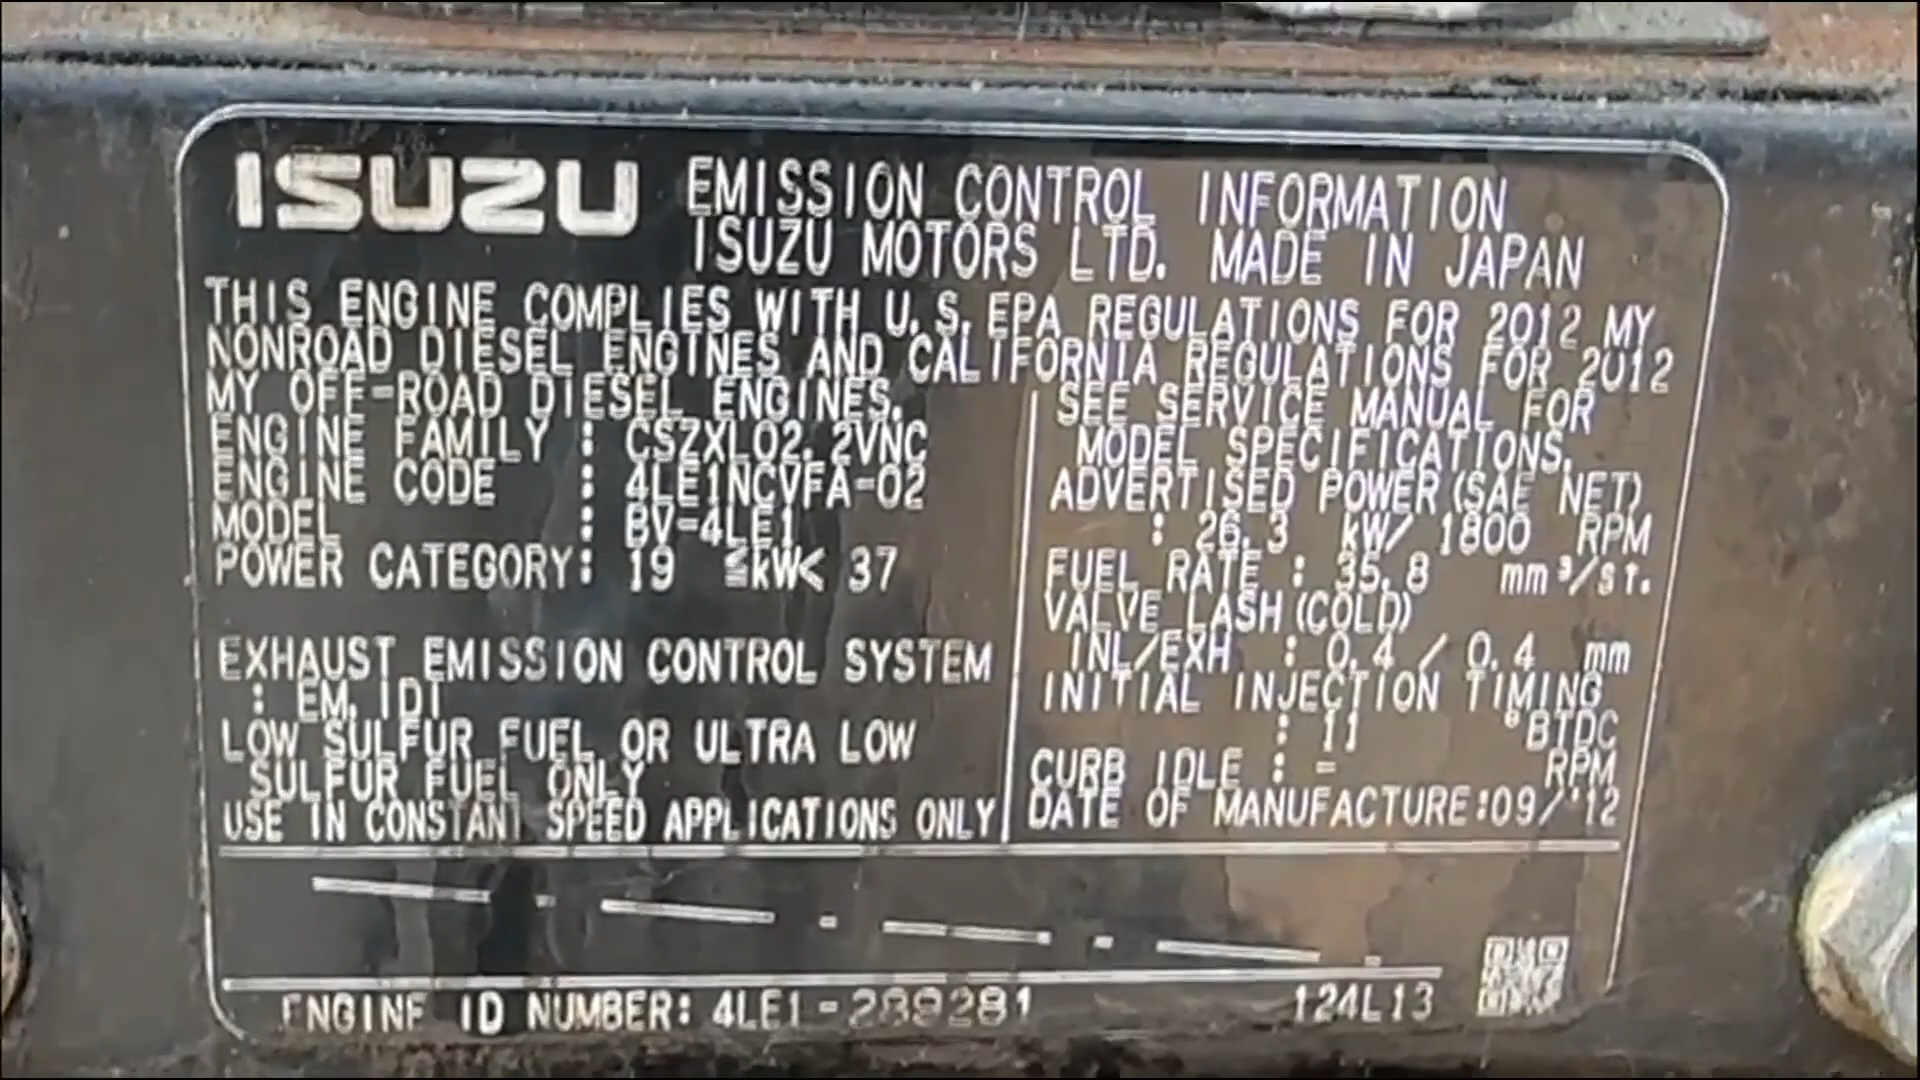 ISUZU EMISSION CONTROL INFORMATION
ISUZU MOTORS LTD. MADE IN JAPAN
THIS ENGINE COMPLIES WITH U.S. EPA REGULATIONS FOR 2012 MY
NONROAD DIESEL ENGINES AND CALIFORNIA REGULATIONS FOR 2012
MY OFF-ROAD DIESEL ENGINES.
ENGINE FAMILY : CSZXL02.2VNC
ENGINE CODE : 4LE1NCVFA-02
MODEL : BV-4LE1
POWER CATEGORY: 19 ≦kW< 37
EXHAUST EMISSION CONTROL SYSTEM
: EM, IDI
LOW SULFUR FUEL OR ULTRA LOW
SULFUR FUEL ONLY
USE IN CONSTANT SPEED APPLICATIONS ONLY
SEE SERVICE MANUAL FOR
MODEL SPECIFICATIONS.
ADVERTISED POWER (SAE NET)
: 26.3 kW/ 1800 RPM
FUEL RATE : 35.8 mm³/st.
VALVE LASH (COLD)
INL/EXH : 0.4 / 0.4 mm
INITIAL INJECTION TIMING
: 11 °BTDC
CURB IDLE : - RPM
DATE OF MANUFACTURE:09/'12
ENGINE ID NUMBER: 4LE1-289281
124L13